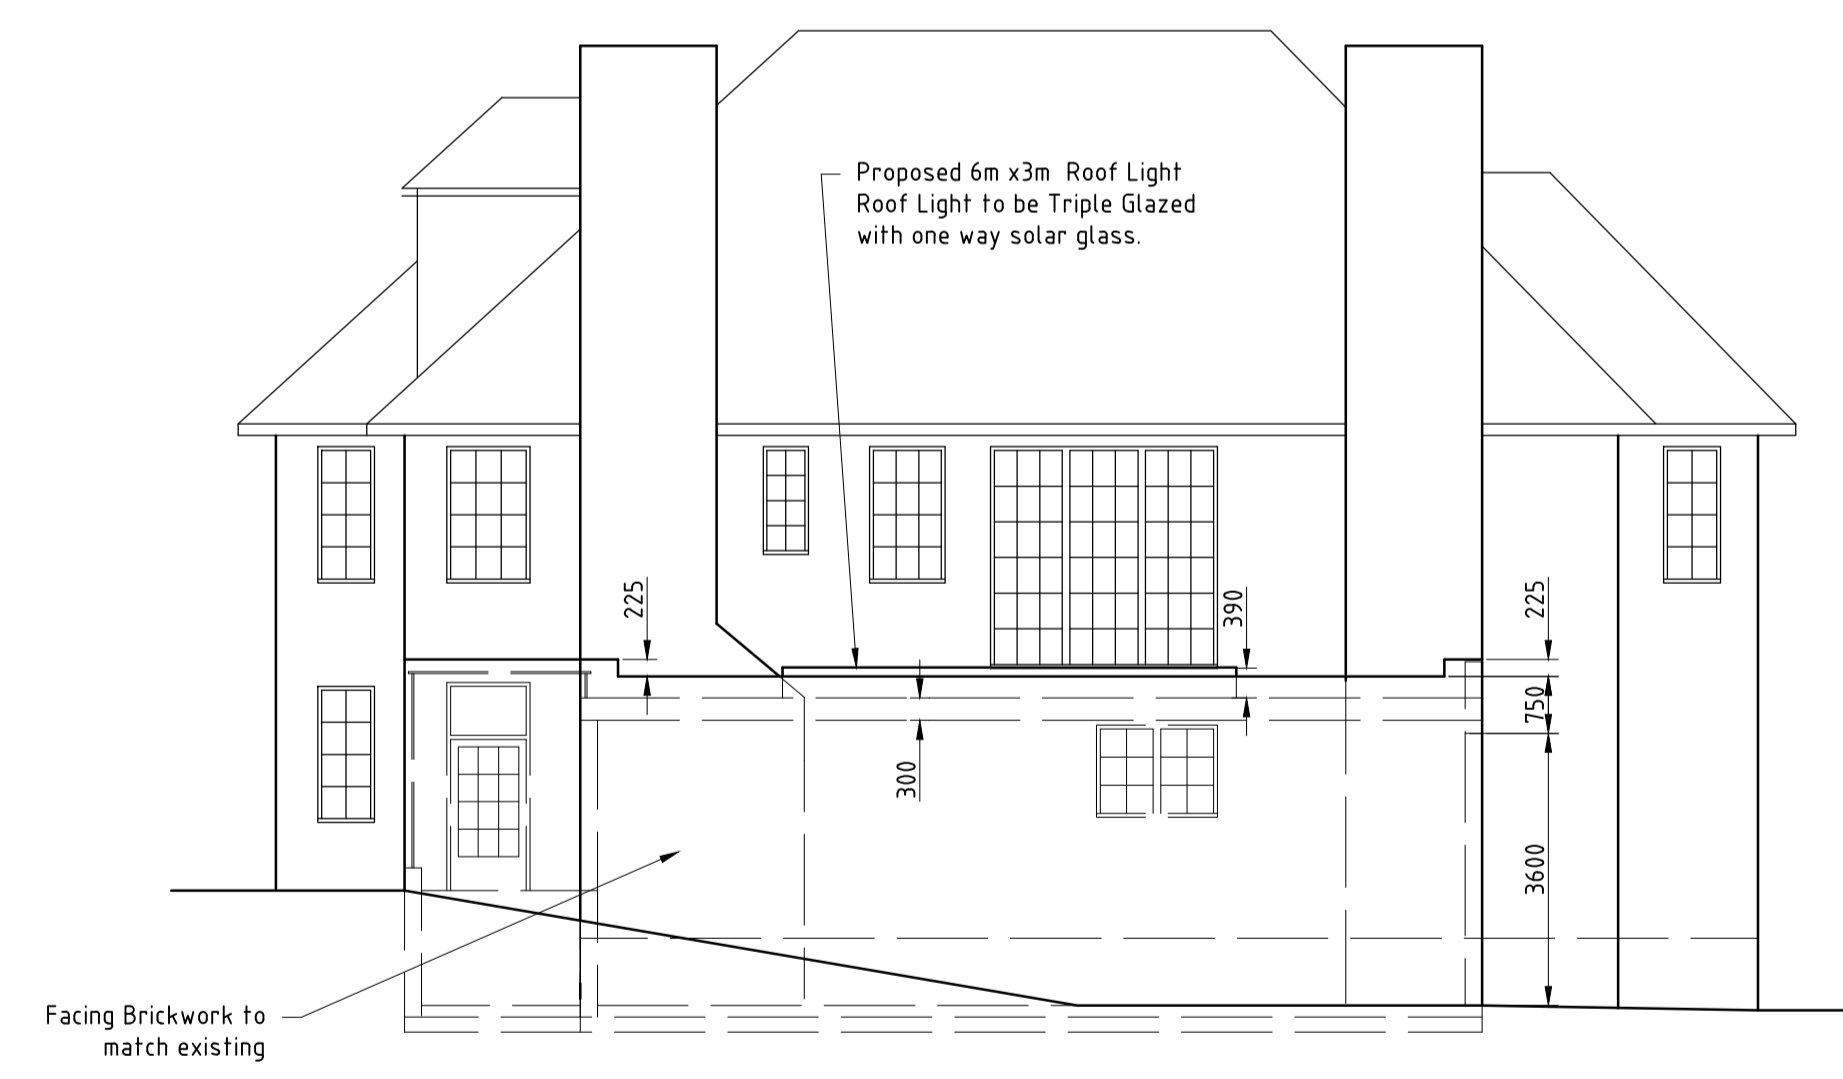 Proposed 6m x3m Roof Light
Roof Light to be Triple Glazed
with one way solar glass.
225
390
225
750
300
3600
Facing Brickwork to
match existing